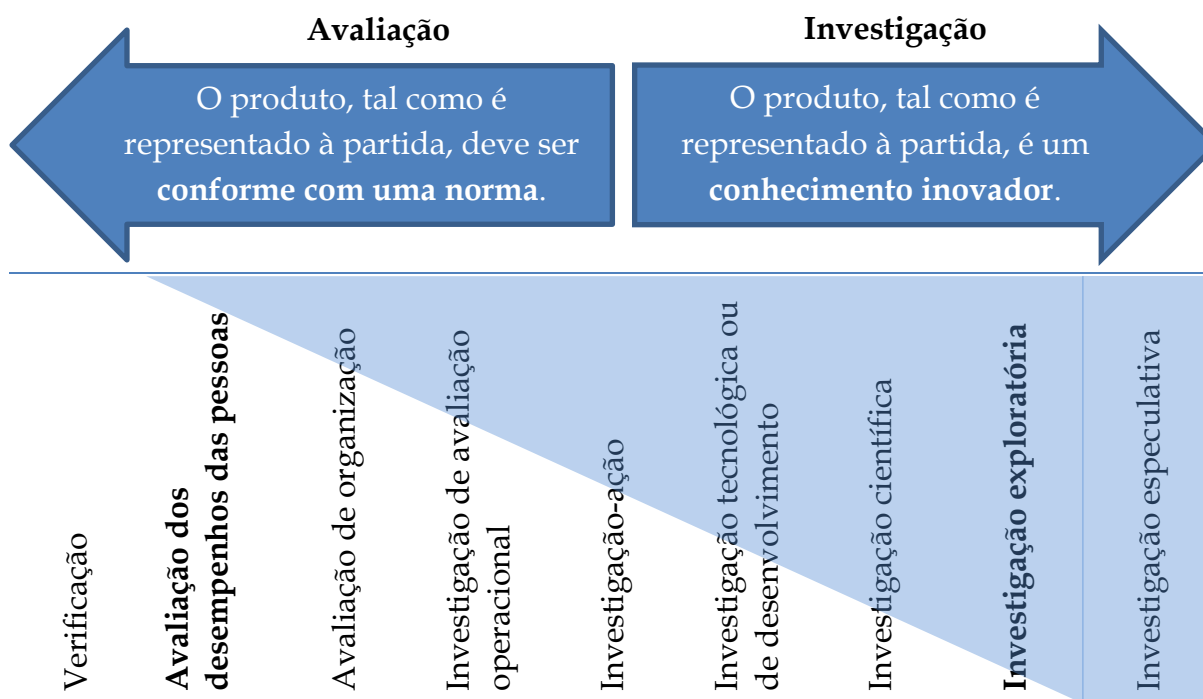 Avaliação
Investigação
O produto, tal como é
representado à partida, deve ser
conforme com uma norma.
O produto, tal como é
representado à partida, é um
conhecimento inovador.
Verificação
Avaliação dos
desempenhos das pessoas
Avaliação de organização
Investigação de avaliação
operacional
Investigação-ação
Investigação tecnológica ou
de desenvolvimento
Investigação científica
Investigação exploratória
Investigação especulativa